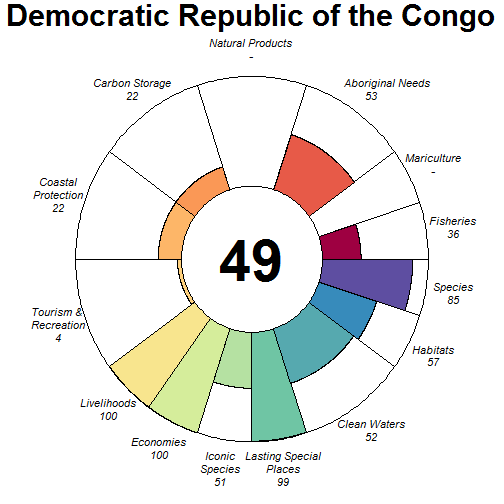 Democratic Republic of the Congo
Natural Products
-
Carbon Storage
22
Aboriginal Needs
53
Mariculture
-
Coastal
Protection
22
Fisheries
36
49
Species
85
Tourism &
Recreation
4
Habitats
57
Livelihoods
100
Clean Waters
52
Economies
100
Iconic
Species
51
Lasting Special
Places
99